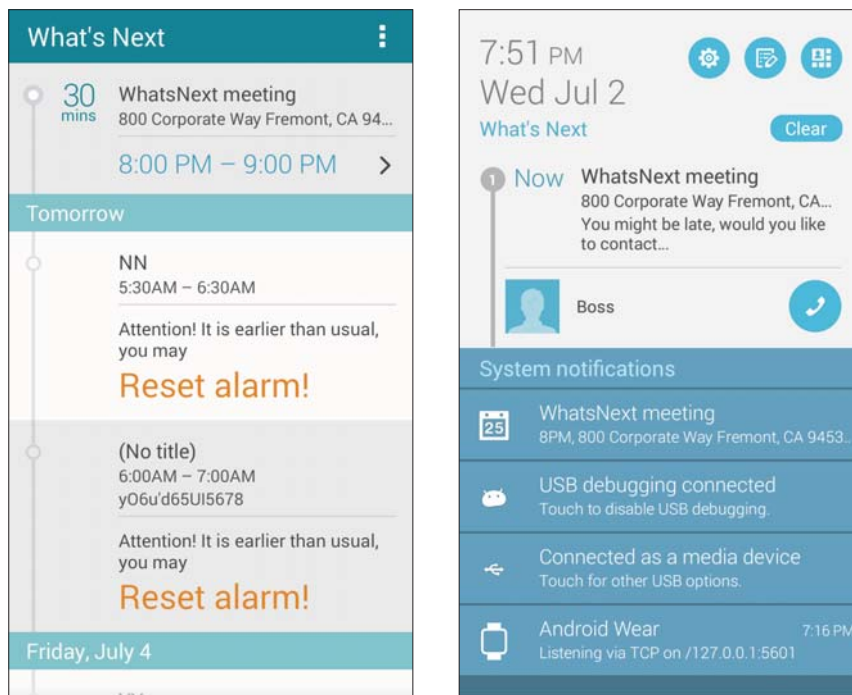 What's Next
30 mins
WhatsNext meeting
800 Corporate Way Fremont, CA 94...
8:00 PM – 9:00 PM
Tomorrow
NN
5:30AM – 6:30AM
Attention! It is earlier than usual,
you may
Reset alarm!
(No title)
6:00AM – 7:00AM
yO6u'd65UI5678
Attention! It is earlier than usual,
you may
Reset alarm!
Friday, July 4
7:51 PM
Wed Jul 2
What's Next
Clear
1 Now WhatsNext meeting
800 Corporate Way Fremont, CA...
You might be late, would you like
to contact...
Boss
System notifications
25
WhatsNext meeting
8PM, 800 Corporate Way Fremont, CA 9453..
USB debugging connected
Touch to disable USB debugging.
Connected as a media device
Touch for other USB options.
Android Wear 7:16 PM
Listening via TCP on /127.0.0.1:5601